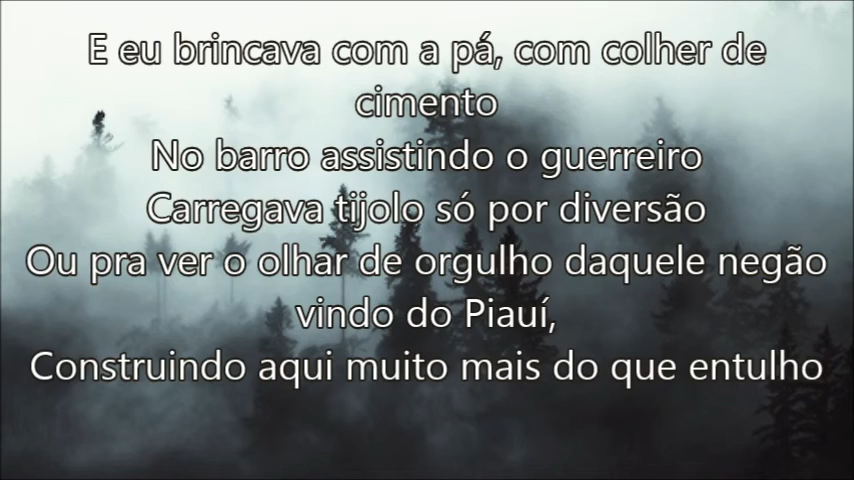 E eu brincava com a pá, com colher de
cimento
No barro assistindo o guerreiro
Carregava tijolo só por diversão
Ou pra ver o olhar de orgulho daquele negão
vindo do Piauí,
Construindo aqui muito mais do que entulho